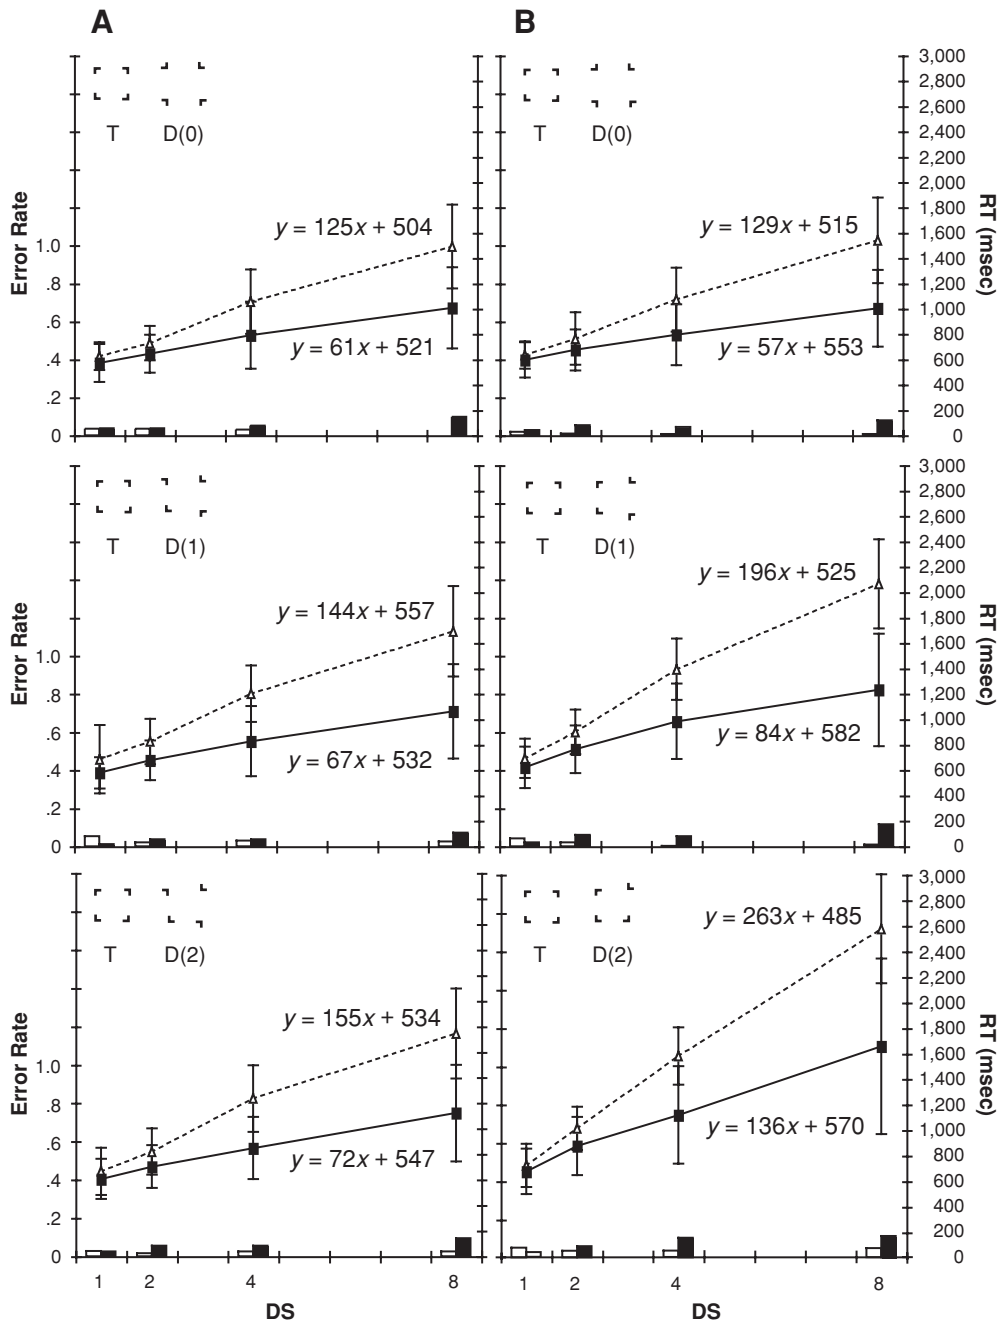 A B
3,000
2,800
2,600
T D(0) T D(0)
2,400
2,200
2,000
1,800
y = 125x + 504 y = 129x + 515
1,600
1.0 1,400
.8 1,200
1,000
.6 800
y = 61x + 521 y = 57x + 553
.4 600
400
.2 200
0 0
Error Rate
RT (msec)
3,000
2,800
2,600
T D(1) T D(1)
2,400
2,200
y = 144x + 557 y = 196x + 525
2,000
1,800
1,600
1.0 1,400
.8 1,200
1,000
.6 800
y = 67x + 532 y = 84x + 582
.4 600
400
.2 200
0 0
Error Rate
RT (msec)
3,000
2,800
y = 263x + 485
2,600
T D(2) T D(2)
2,400
2,200
2,000
y = 155x + 534
1,800
1,600
1.0 1,400
.8 1,200
1,000
y = 72x + 547 y = 136x + 570
.6 800
.4 600
400
.2 200
0 0
Error Rate
RT (msec)
1 2 4 8 1 2 4 8
DS DS